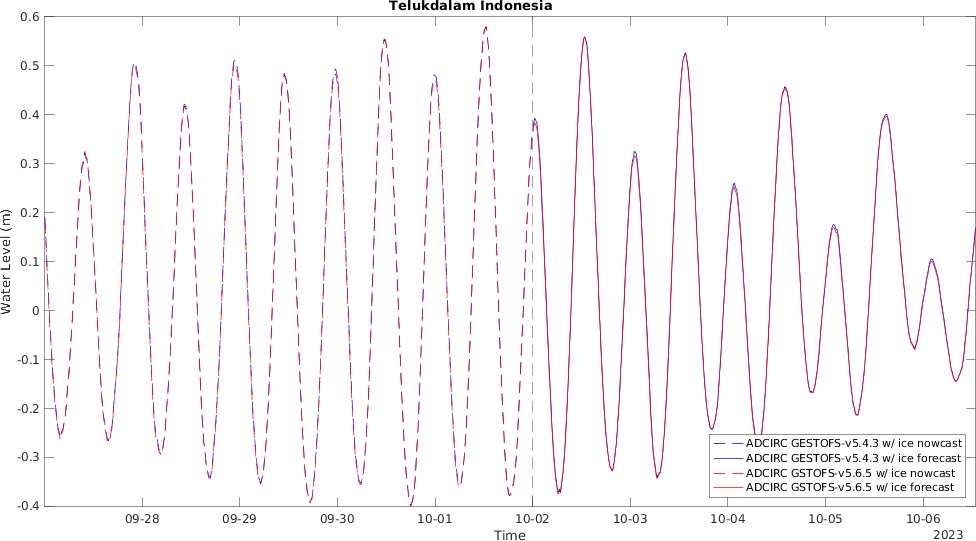 Telukdalam Indonesia
Water Level (m)
0.6
0.5
0.4
0.3
0.2
0.1
0
-0.1
-0.2
-0.3
-0.4
ADCIRC GESTOFS-v5.4.3 w/ ice nowcast
ADCIRC GESTOFS-v5.4.3 w/ ice forecast
ADCIRC GSTOFS-v5.6.5 w/ ice nowcast
ADCIRC GSTOFS-v5.6.5 w/ ice forecast
09-28 09-29 09-30 10-01 10-02 10-03 10-04 10-05 10-06
Time
2023